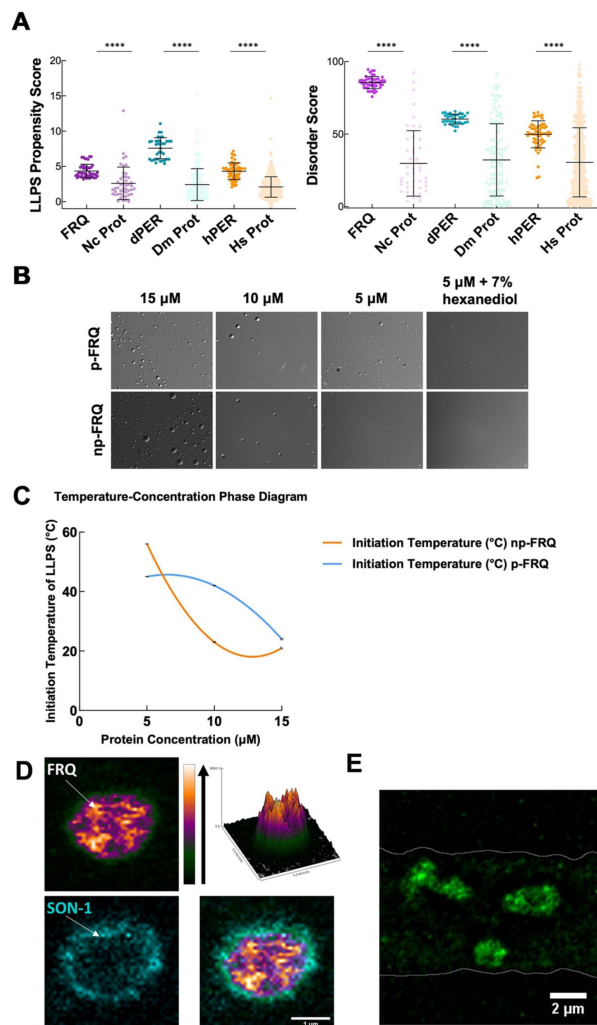 A
**** **** ****
LLPS Propensity Score
20
15
10
5
0
FRQ
Nc Prot
dPER
Dm Prot
hPER
Hs Prot
**** **** ****
Disorder Score
100
50
0
FRQ
Nc Prot
dPER
Dm Prot
hPER
Hs Prot
B
15 µM
10 µM
5 µM
5 µM + 7%
hexanediol
p-FRQ
np-FRQ
C
Temperature-Concentration Phase Diagram
Initiation Temperature of LLPS (°C)
60
40
20
0
0
5
10
15
Protein Concentration (µM)
Initiation Temperature (°C) np-FRQ
Initiation Temperature (°C) p-FRQ
D
FRQ
SON-1
1 µm
E
2 µm